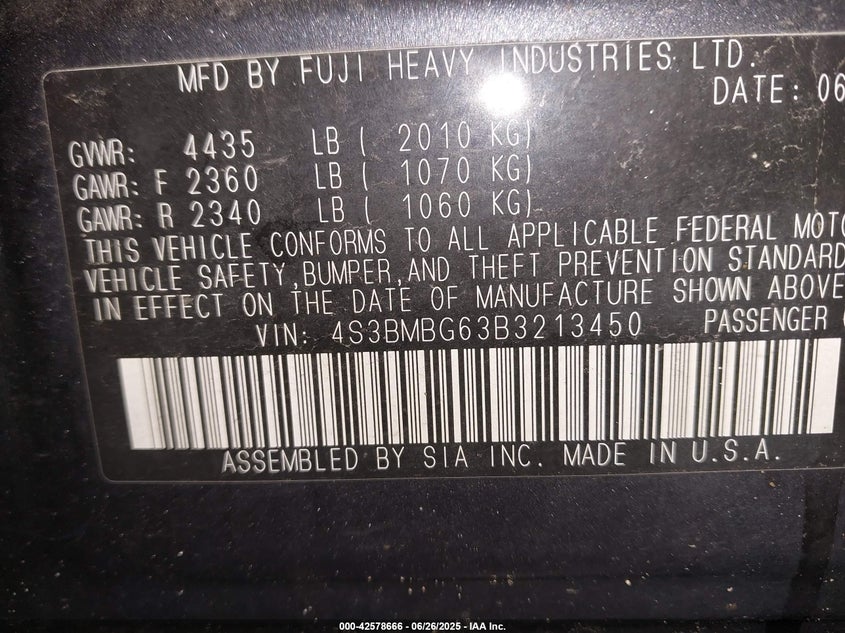 MFD BY FUJI HEAVY INDUSTRIES LTD.
DATE: 06
GVWR: 4435 LB ( 2010 KG)
GAWR: F 2360 LB ( 1070 KG)
GAWR: R 2340 LB ( 1060 KG)
THIS VEHICLE CONFORMS TO ALL APPLICABLE FEDERAL MOTO
VEHICLE SAFETY,BUMPER,AND THEFT PREVENTION STANDARD
IN EFFECT ON THE DATE OF MANUFACTURE SHOWN ABOVE
VIN: 4S3BMBG63B3213450 PASSENGER
ASSEMBLED BY SIA INC. MADE IN U.S.A.
000-42578666 - 06/26/2025 - IAA Inc.